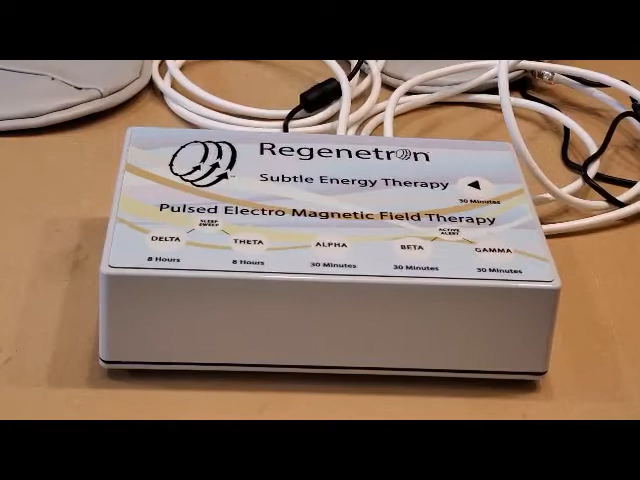 Regenetron
Subtle Energy Therapy
30 Minutes
Pulsed Electro Magnetic Field Therapy
SLEEP
SWEEP
ACTIVE
ALERT
DELTA THETA ALPHA BETA GAMMA
8 Hours 8 Hours 30 Minutes 30 Minutes 30 Minutes